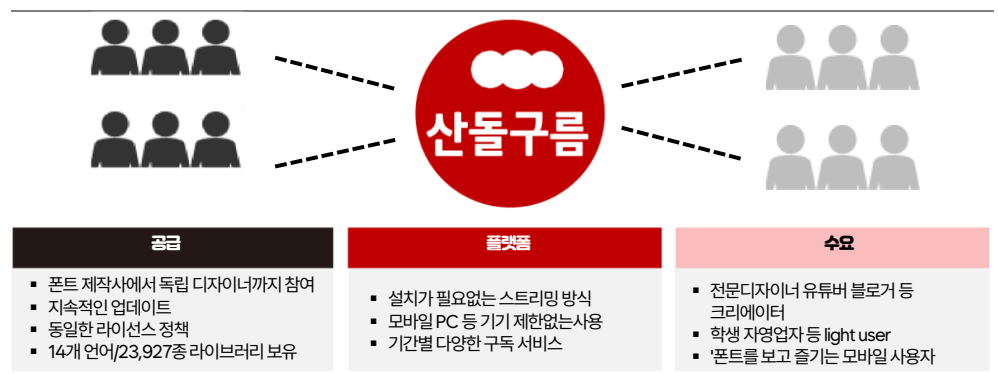 산돌구름
공급
폰트 제작사에서 독립 디자이너까지 참여
지속적인 업데이트
동일한 라이선스 정책
14개 언어/23,927종 라이브러리 보유
플랫폼
설치가 필요없는 스트리밍 방식
모바일 PC 등 기기 제한없는사용
기간별 다양한 구독 서비스
수요
전문디자이너 유튜버 블로거 등
크리에이터
학생 자영업자 등 light user
'폰트를 보고 즐기는 모바일 사용자